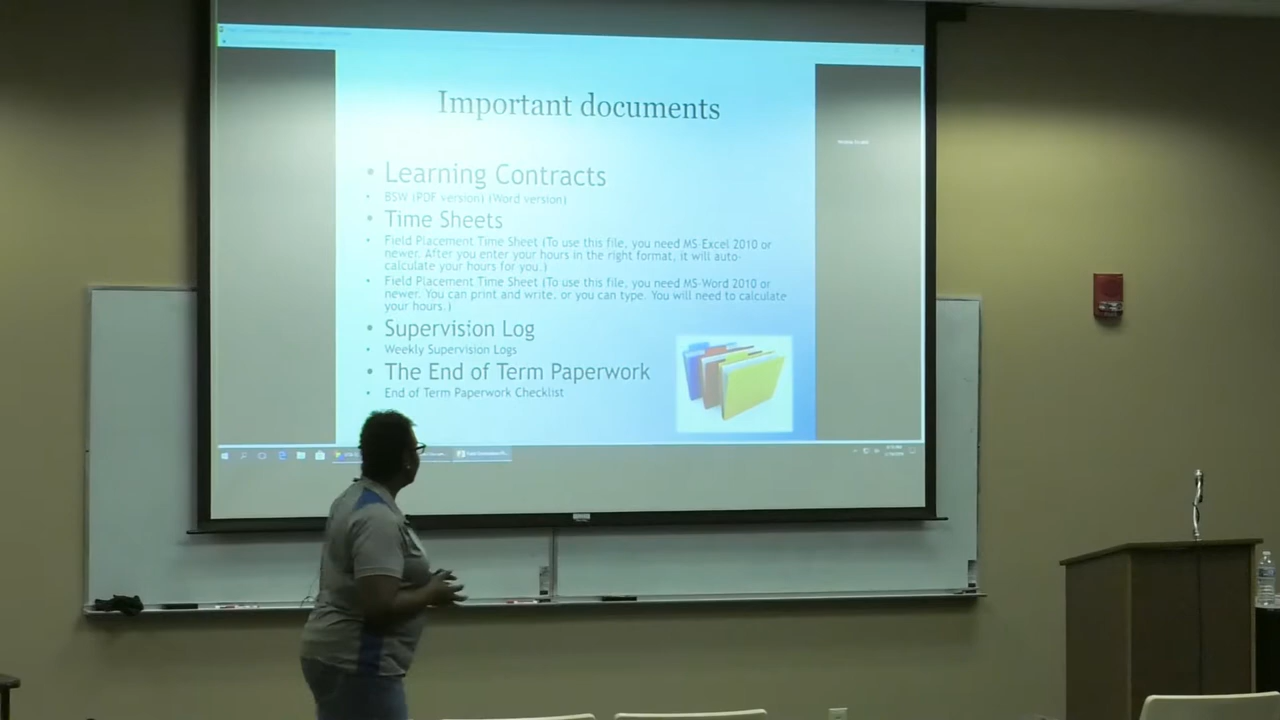 Important documents
• Learning Contracts
• BSW (PDF version) (Word version)
• Time Sheets
• Field Placement Time Sheet (To use this file, you need MS-Excel 2010 or
newer. After you enter your hours in the right format, it will auto-
calculate your hours for you.)
• Field Placement Time Sheet (To use this file, you need MS-Word 2010 or
newer. You can print and write, or you can type. You will need to calculate
your hours.)
• Supervision Log
• Weekly Supervision Logs
• The End of Term Paperwork
• End of Term Paperwork Checklist